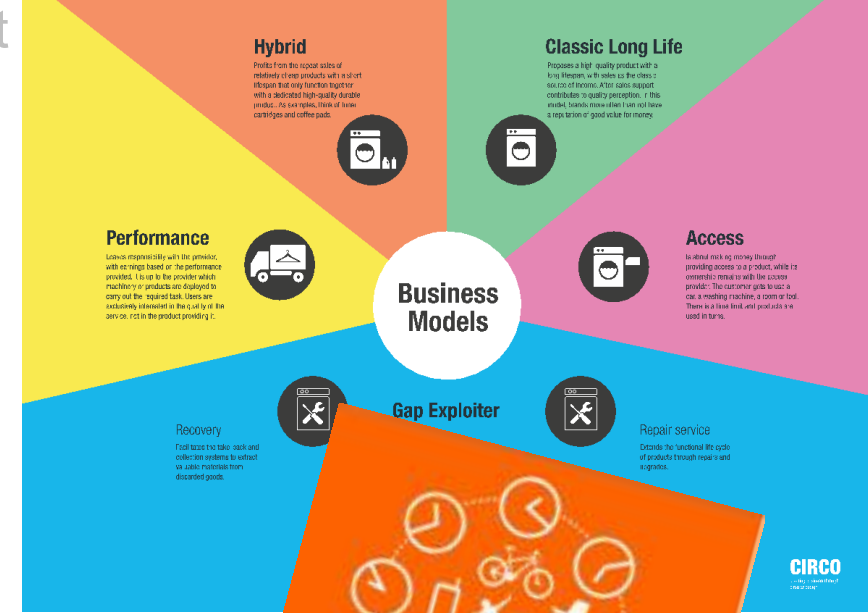 t
Hybrid
Profits from the repeat sales of
relatively cheap products with a short
lifespan that only function together
with a dedicated high-quality durable
product. As examples, think of toner
cartridges and coffee pads.
Classic Long Life
Proposes a high quality product with a
long lifespan, with sales as the classic
source of income. After sales support
contributes to quality perception. In this
model, brands more often than not have
a reputation of good value for money.
Performance
Leaves responsibility with the provider,
with earnings based on the performance
provided. It is up to the provider which
machinery or products are deployed to
carry out the required task. Users are
exclusively interested in the quality of the
service, not in the product providing it.
Access
Is about making money through
providing access to a product, while its
ownership remains with the access
provider. The customer gets to use a
car, a washing machine, a room or tool.
There is a time limit and products are
used in turns.
Business
Models
Gap Exploiter
Recovery
Facilitates the take-back and
collection systems to extract
valuable materials from
discarded goods.
Repair service
Extends the functional life cycle
of products through repairs and
upgrades.
CIRCO